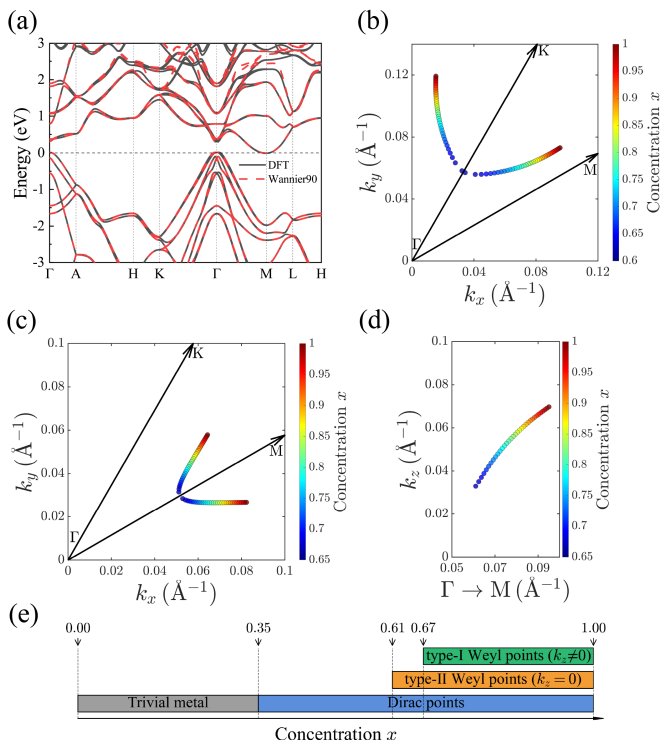 (a)
3
2
1
0
-1
-2
-3
Energy (eV)
DFT
Wannier90
Γ A H K Γ M L H
(b)
0.14
0.12
0.08
0.04
0
k_y (Å⁻¹)
K
M
Γ
0 0.04 0.08 0.12
k_x (Å⁻¹)
1
0.95
0.9
0.85
0.8
0.75
0.7
0.65
0.6
Concentration x
(c)
0.1
0.08
0.06
0.04
0.02
0
k_y (Å⁻¹)
K
M
Γ
0 0.02 0.04 0.06 0.08 0.1
k_x (Å⁻¹)
1
0.95
0.9
0.85
0.8
0.75
0.7
0.65
Concentration x
(d)
0.1
0.08
0.06
0.04
0.02
0
k_z (Å⁻¹)
0.05 0.07 0.09
Γ → M (Å⁻¹)
1
0.95
0.9
0.85
0.8
0.75
0.7
0.65
Concentration x
(e)
0.00 0.35 0.61 0.67 1.00
type-I Weyl points (k_z≠0)
type-II Weyl points (k_z = 0)
Trivial metal Dirac points
Concentration x